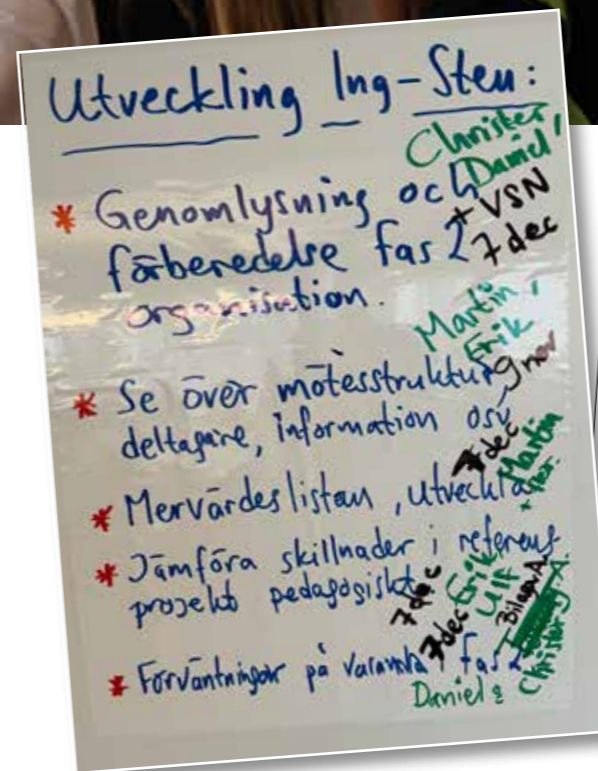 Utveckling Ing-Sten:
Christer,
Daniel
* Genomlysning och
+ VSN
förberedelse fas 2
7 dec
organisation.
Martin,
Erik
* Se över mötesstruktur,
9 nov
deltagare, information osv
7 dec
Martin
* Mervärdeslistan, utveckla
* Jämföra skillnader i referens-
projekt pedagogiskt
7 dec
Erik
Ulf
Bilaga A.
7 dec
* Förväntningar på varandra, fas 2
Daniel &
Christer